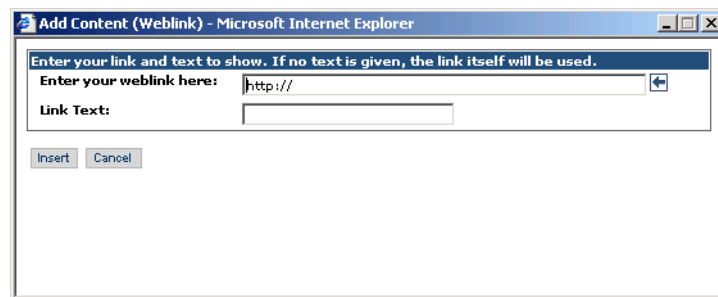 Add Content (Weblink) - Microsoft Internet Explorer
Enter your link and text to show. If no text is given, the link itself will be used.
Enter your weblink here: http://
Link Text:
Insert Cancel